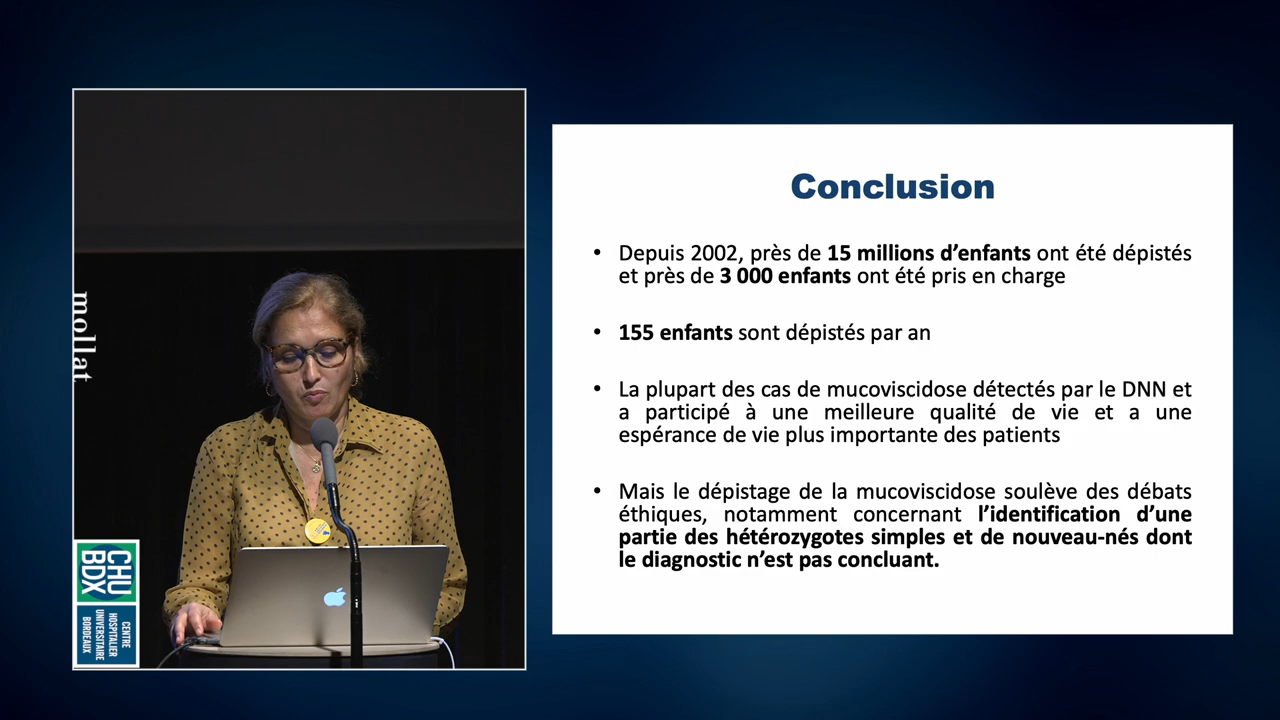 mollat
CHU
BDX
CENTRE
HOSPITALIER
UNIVERSITAIRE
BORDEAUX
Conclusion
• Depuis 2002, près de 15 millions d’enfants ont été dépistés
et près de 3 000 enfants ont été pris en charge
• 155 enfants sont dépistés par an
• La plupart des cas de mucoviscidose détectés par le DNN et
a participé à une meilleure qualité de vie et a une
espérance de vie plus importante des patients
• Mais le dépistage de la mucoviscidose soulève des débats
éthiques, notamment concernant l’identification d’une
partie des hétérozygotes simples et de nouveau-nés dont
le diagnostic n’est pas concluant.